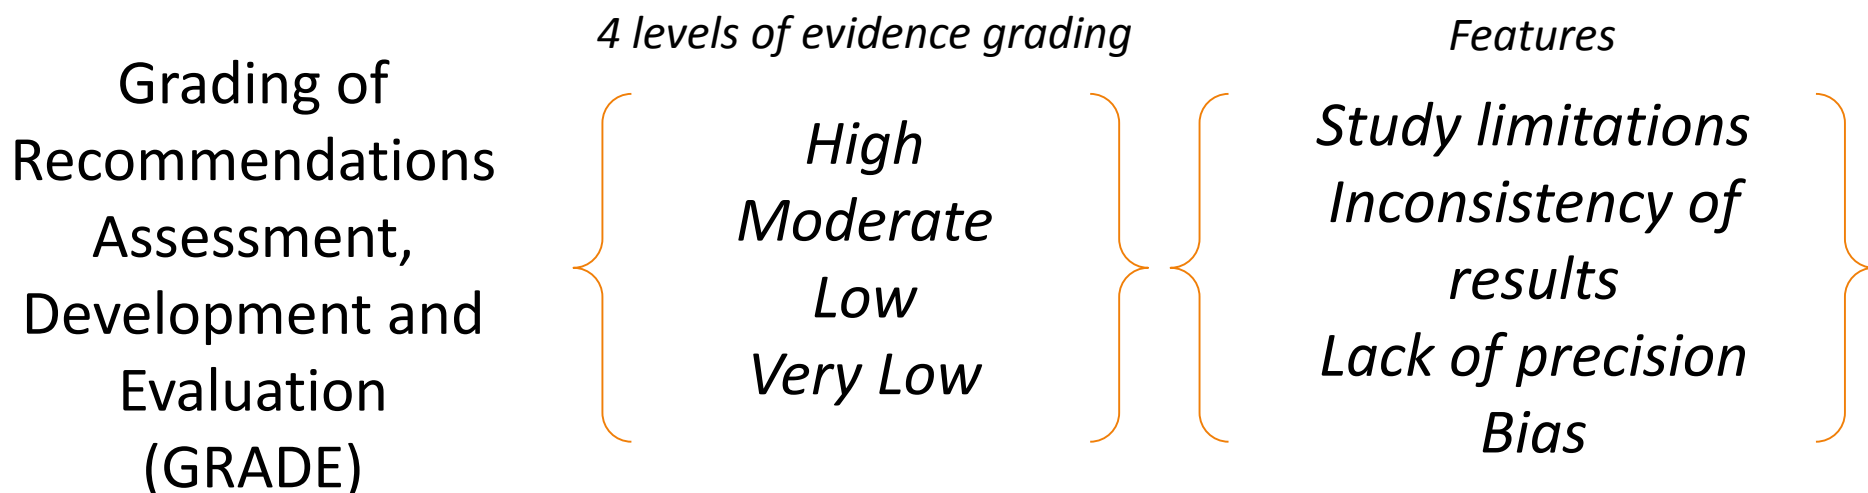 4 levels of evidence grading
Features
Grading of
Recommendations
Assessment,
Development and
Evaluation
(GRADE)
High
Moderate
Low
Very Low
Study limitations
Inconsistency of
results
Lack of precision
Bias